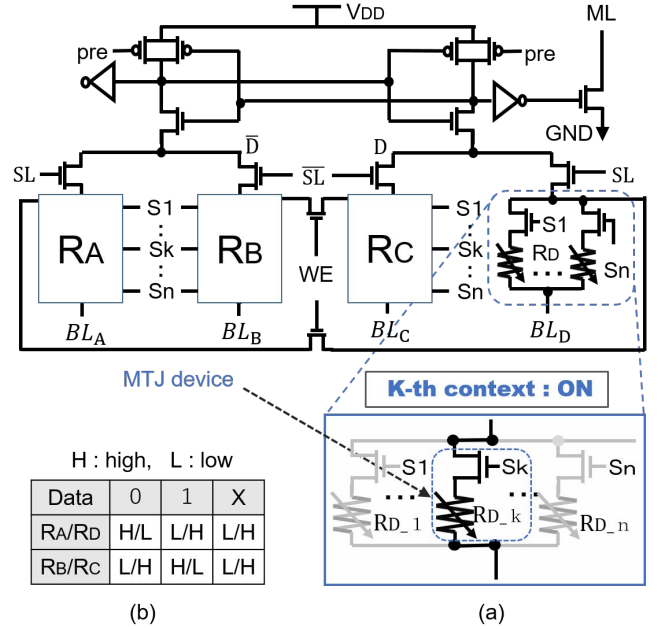 VDD
ML
pre
pre
GND
D̅
D
SL
S̅L̅
SL
S1
S1
S1
RA
Sk
RB
WE
RC
Sk
RD
Sn
Sn
Sn
BLA
BLB
BLC
BLD
MTJ device
K-th context : ON
H : high, L : low
S1
Sk
Sn
Data 0 1 X
RA/RD H/L L/H L/H
RB/RC L/H H/L L/H
RD_1
RD_k
RD_n
(b)
(a)